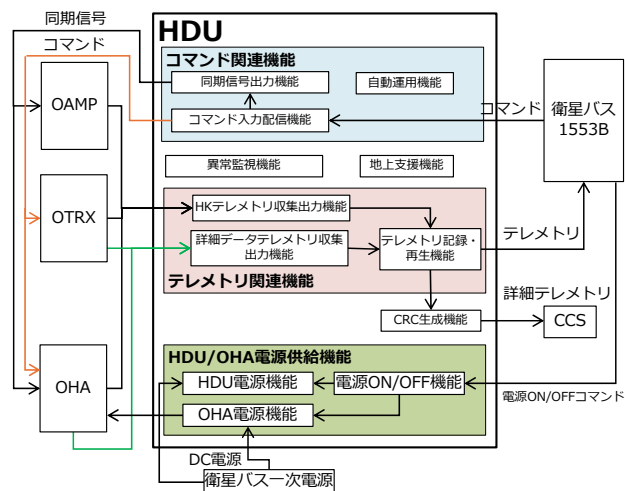 同期信号
コマンド
HDU
コマンド関連機能
同期信号出力機能
自動運用機能
コマンド入力配信機能
コマンド
衛星バス
1553B
OAMP
異常監視機能
地上支援機能
OTRX
HKテレメトリ収集出力機能
詳細データテレメトリ収集
出力機能
テレメトリ記録・
再生機能
テレメトリ
テレメトリ関連機能
詳細テレメトリ
CRC生成機能
CCS
HDU/OHA電源供給機能
OHA
HDU電源機能
電源ON/OFF機能
電源ON/OFFコマンド
OHA電源機能
DC電源
衛星バス一次電源